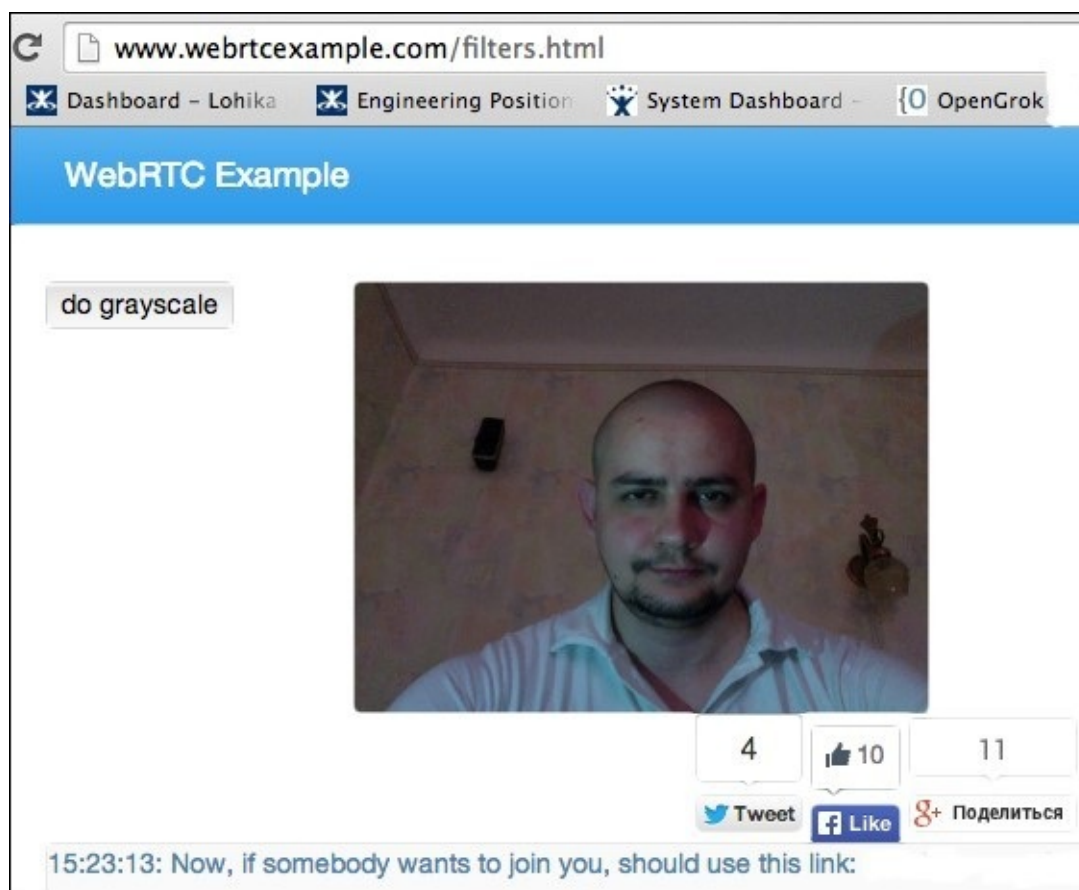 www.webrtcexample.com/filters.html
Dashboard – Lohika Engineering Position System Dashboard – {O OpenGrok
WebRTC Example
do grayscale
4 10 11
Tweet Like g+ Поделиться
15:23:13: Now, if somebody wants to join you, should use this link: